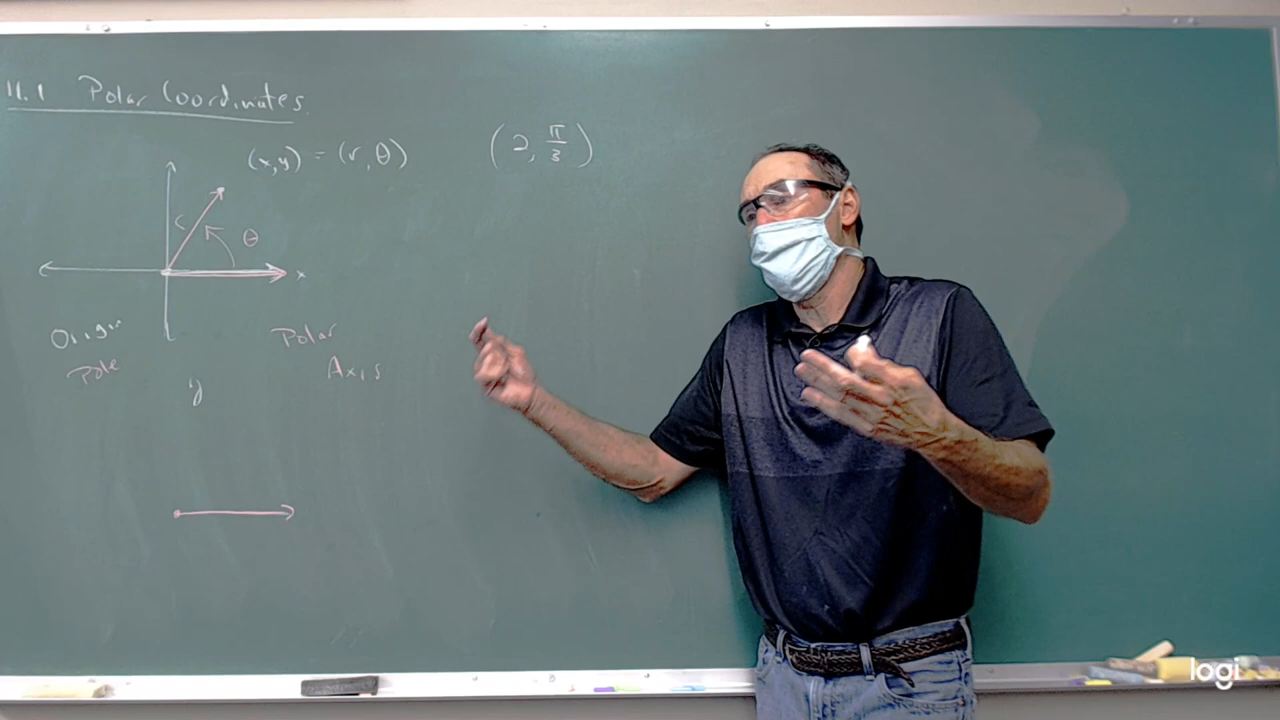 11.1 Polar Coordinates
(x,y) = (r,θ)
(2, π/3)
r
θ
x
Origin
Pole
Polar
Axis
y
logi